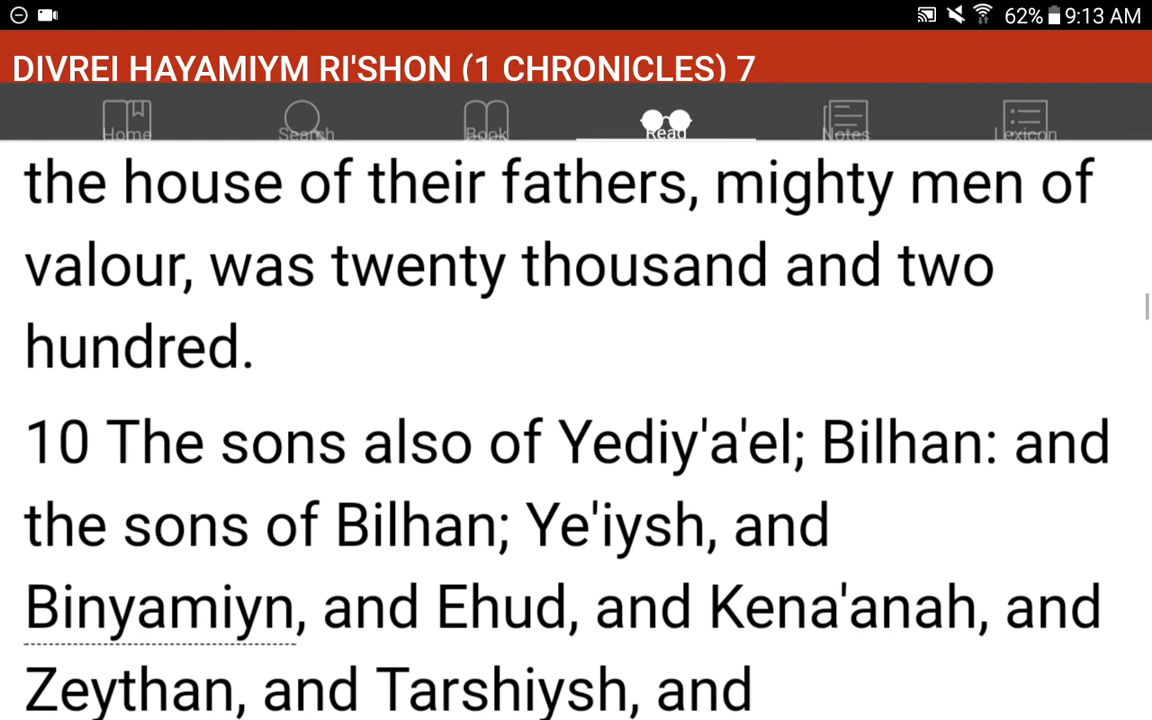 62% 9:13 AM
DIVREI HAYAMIYM RI'SHON (1 CHRONICLES) 7
Home Search Book Read Notes Lexicon
the house of their fathers, mighty men of
valour, was twenty thousand and two
hundred.
10 The sons also of Yediy'a'el; Bilhan: and
the sons of Bilhan; Ye'iysh, and
Binyamiyn, and Ehud, and Kena'anah, and
Zeythan, and Tarshiysh, and